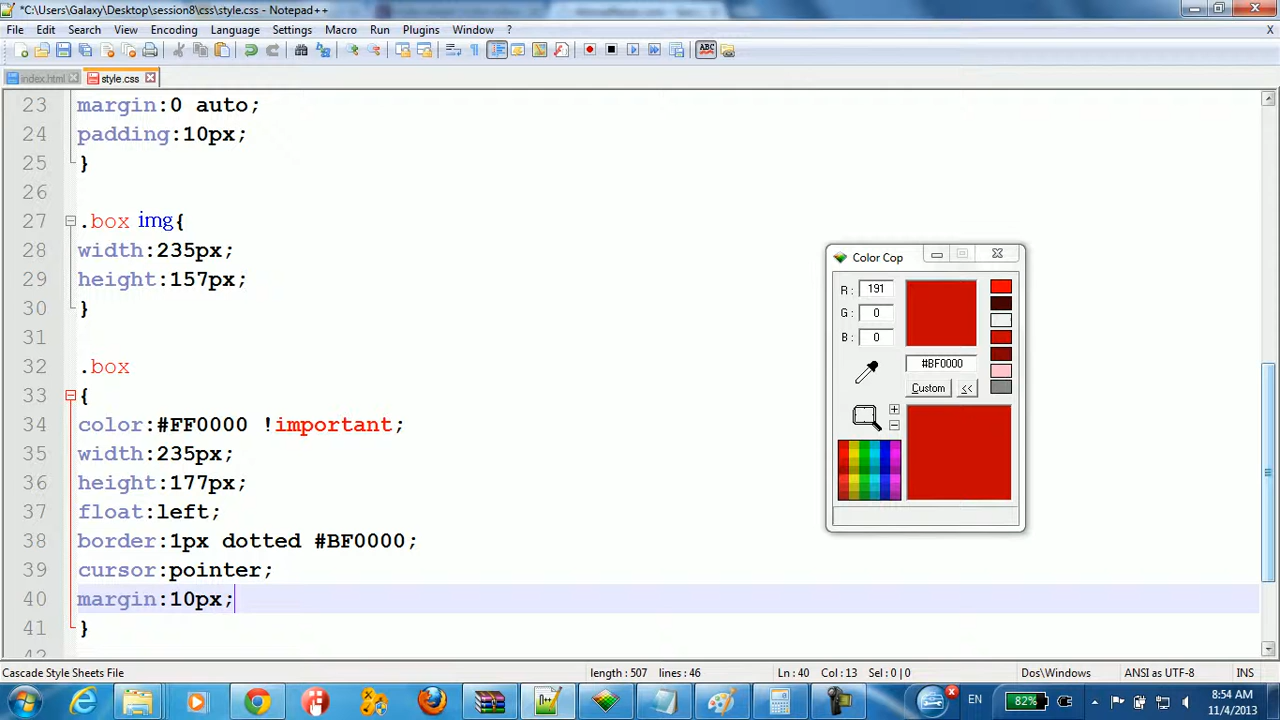 *C:\Users\Galaxy\Desktop\session8\css\style.css - Notepad++
File Edit Search View Encoding Language Settings Macro Run Plugins Window ? X
ABC
index.html style.css
23 margin:0 auto;
24 padding:10px;
25 }
26
27 .box img{
28 width:235px;
29 height:157px;
30 }
31
32 .box
33 {
34 color:#FF0000 !important;
35 width:235px;
36 height:177px;
37 float:left;
38 border:1px dotted #BF0000;
39 cursor:pointer;
40 margin:10px;
41 }
Color Cop
R: 191
G: 0
B: 0
#BF0000
Custom <<
Cascade Style Sheets File length : 507 lines : 46 Ln : 40 Col : 13 Sel : 0 | 0 Dos\Windows ANSI as UTF-8 INS
EN 82% 8:54 AM
11/4/2013